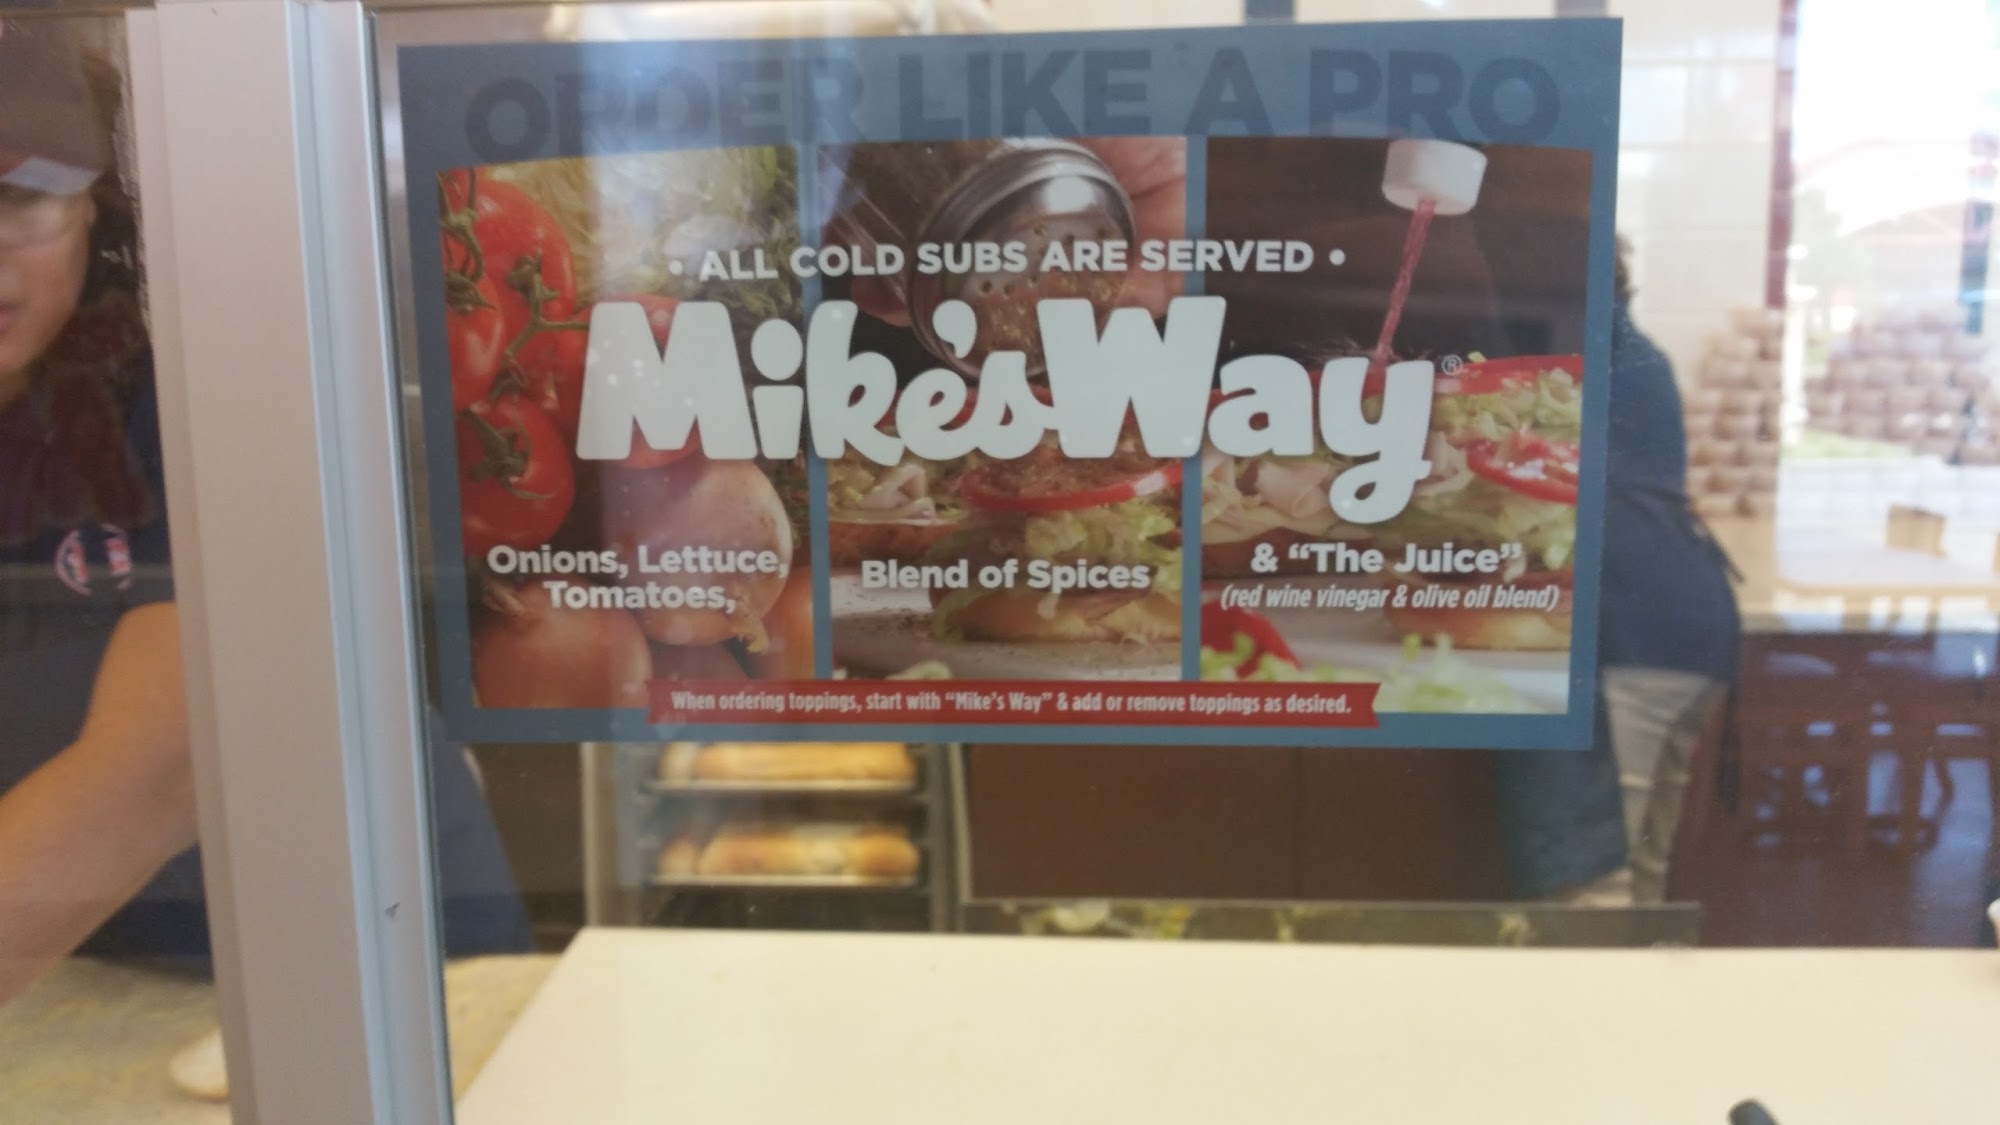 ORDER LIKE A PRO
• ALL COLD SUBS ARE SERVED •
Mike's Way®
Onions, Lettuce,
Tomatoes,
Blend of Spices
& “The Juice”
(red wine vinegar & olive oil blend)
When ordering toppings, start with “Mike's Way” & add or remove toppings as desired.